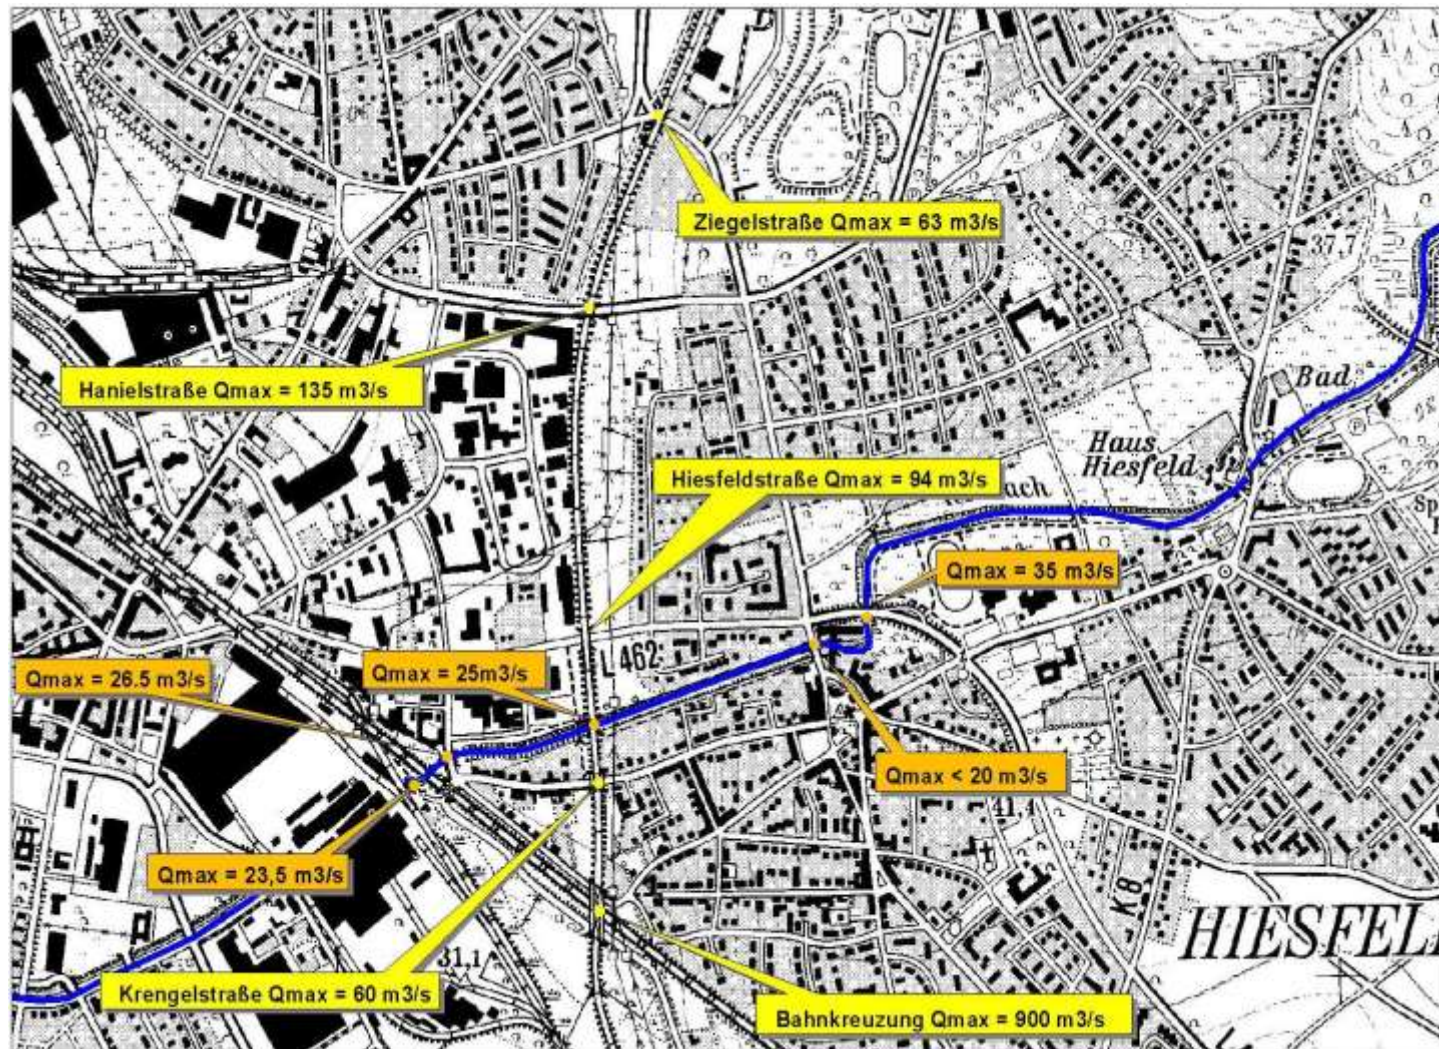 Ziegelstraße Qmax = 63 m3/s
37,7
Hanielstraße Qmax = 135 m3/s
Bad
Haus
Hiesfeld
Hiesfeldstraße Qmax = 94 m3/s
ach
Qmax = 35 m3/s
L 462
Qmax = 25m3/s
Qmax = 26.5 m3/s
Qmax < 20 m3/s
41,4
Qmax = 23,5 m3/s
K8
HIESFEL
31,1
Krengelstraße Qmax = 60 m3/s
Bahnkreuzung Qmax = 900 m3/s